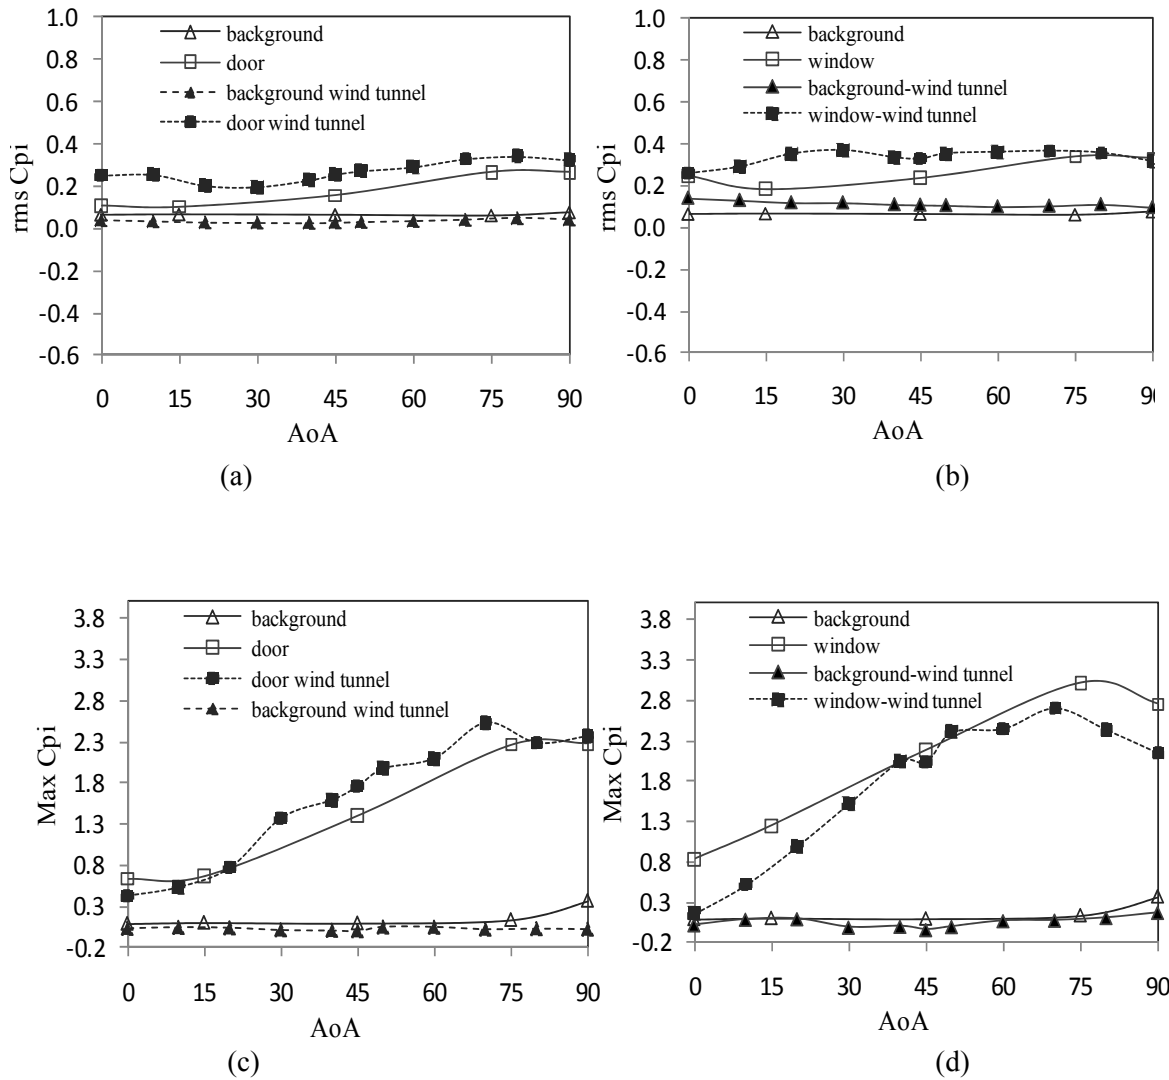 1.0
0.8
0.6
0.4
0.2
0.0
-0.2
-0.4
-0.6
rms Cpi
background
door
background wind tunnel
door wind tunnel
0 15 30 45 60 75 90
AoA
(a)
1.0
0.8
0.6
0.4
0.2
0.0
-0.2
-0.4
-0.6
rms Cpi
background
window
background-wind tunnel
window-wind tunnel
0 15 30 45 60 75 90
AoA
(b)
3.8
3.3
2.8
2.3
1.8
1.3
0.8
0.3
-0.2
Max Cpi
background
door
door wind tunnel
background wind tunnel
0 15 30 45 60 75 90
AoA
(c)
3.8
3.3
2.8
2.3
1.8
1.3
0.8
0.3
-0.2
Max Cpi
background
window
background-wind tunnel
window-wind tunnel
0 15 30 45 60 75 90
AoA
(d)